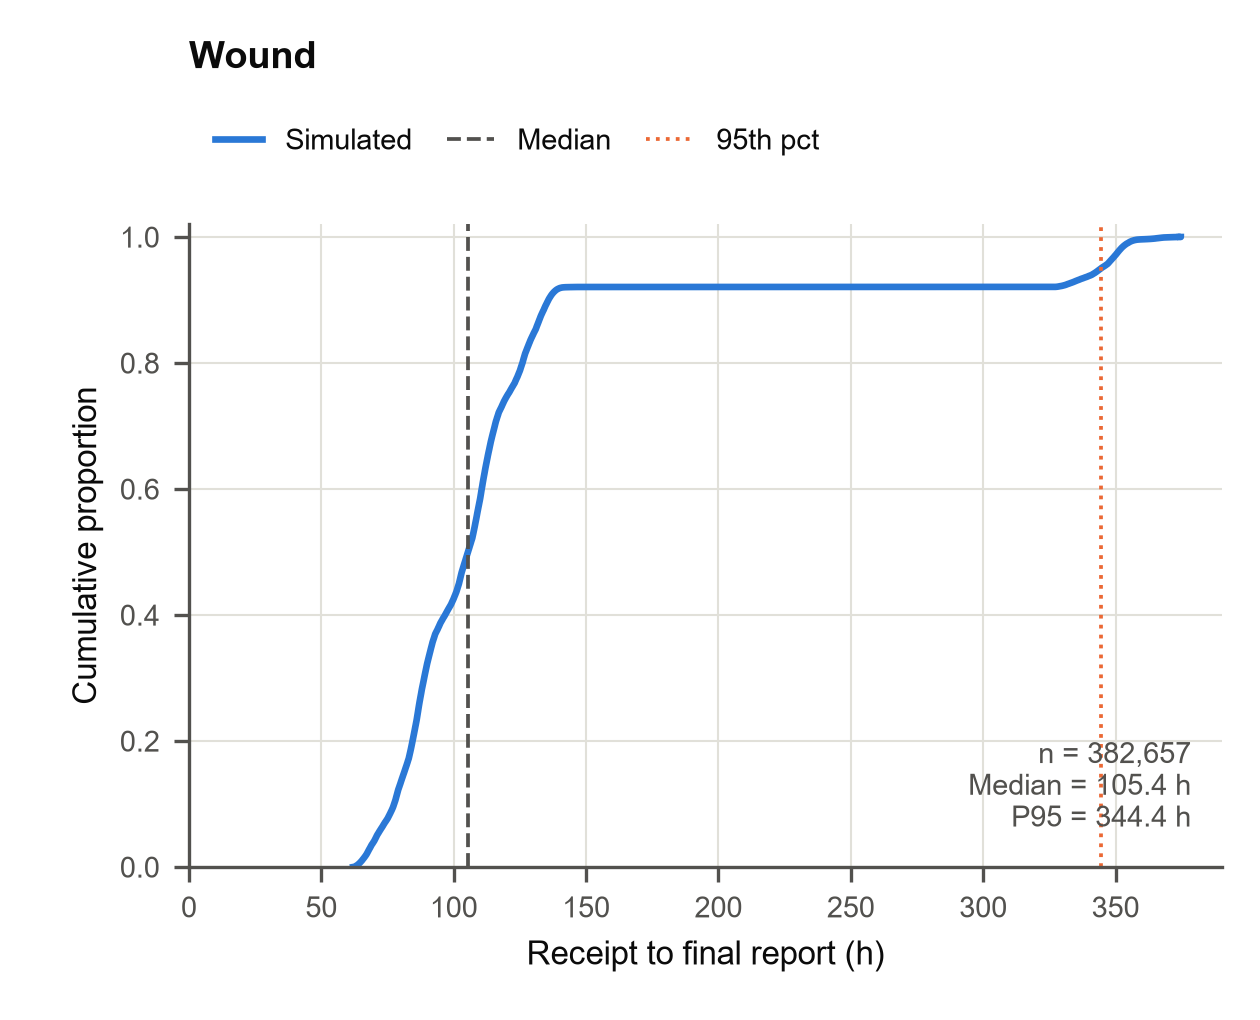 Wound
Simulated Median 95th pct
1.0
0.8
0.6
0.4
0.2
0.0
Cumulative proportion
n = 382,657
Median = 105.4 h
P95 = 344.4 h
0 50 100 150 200 250 300 350
Receipt to final report (h)